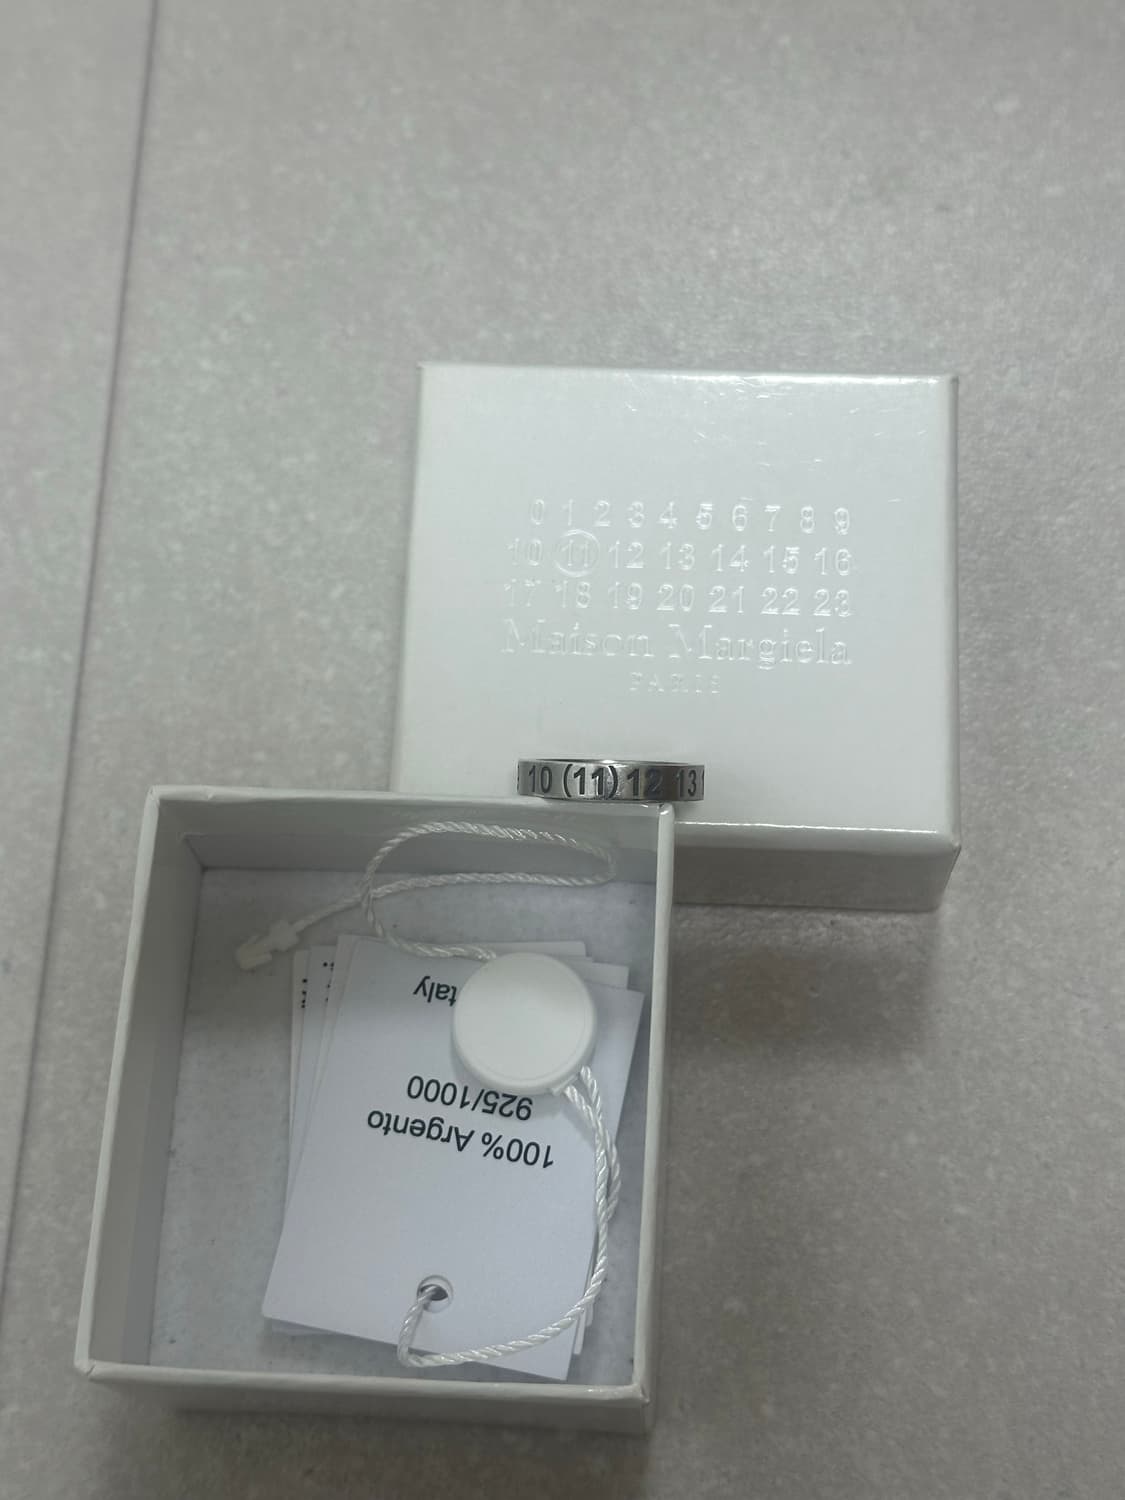 0 1 2 3 4 5 6 7 8 9
10 11 12 13 14 15 16
17 18 19 20 21 22 23
Maison Margiela
PARIS
10 (11) 12 13
100% Argento
925/1000